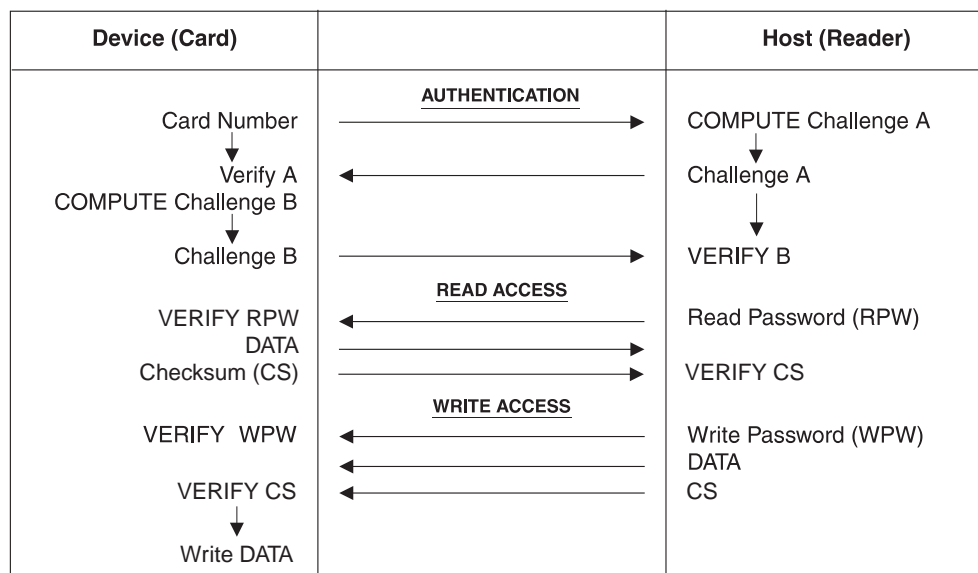 Device (Card) Host (Reader)
AUTHENTICATION
Card Number COMPUTE Challenge A
Verify A Challenge A
COMPUTE Challenge B
Challenge B VERIFY B
READ ACCESS
VERIFY RPW Read Password (RPW)
DATA
Checksum (CS) VERIFY CS
WRITE ACCESS
VERIFY WPW Write Password (WPW)
DATA
VERIFY CS CS
Write DATA